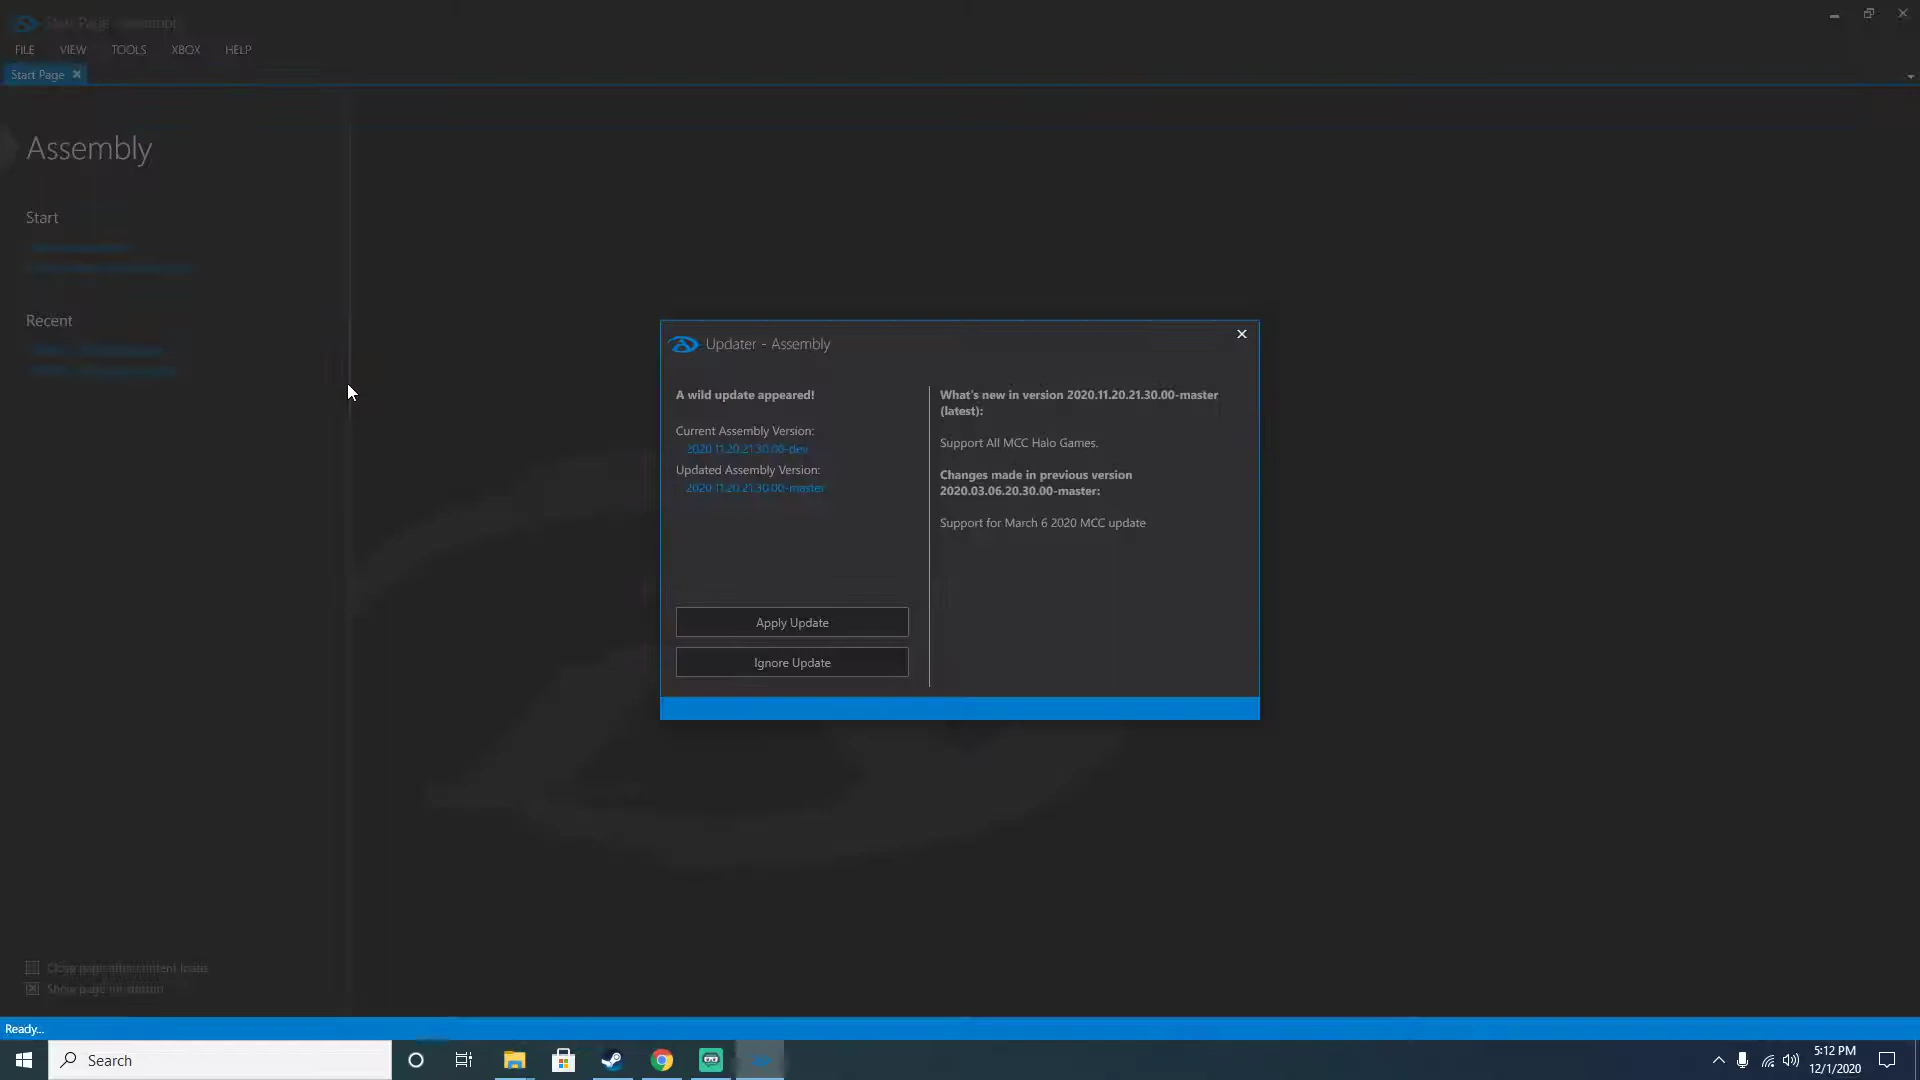 FILE VIEW TOOLS XBOX HELP
Start Page
Assembly
Start
Recent
Updater - Assembly
A wild update appeared!
Current Assembly Version:
2020.11.20.21.30.00-dev
Updated Assembly Version:
2020.11.20.21.30.00-master
Apply Update
Ignore Update
What's new in version 2020.11.20.21.30.00-master
(latest):
Support All MCC Halo Games.
Changes made in previous version
2020.03.06.20.30.00-master:
Support for March 6 2020 MCC update
Show page on startup
Ready...
Search
5:12 PM
12/1/2020